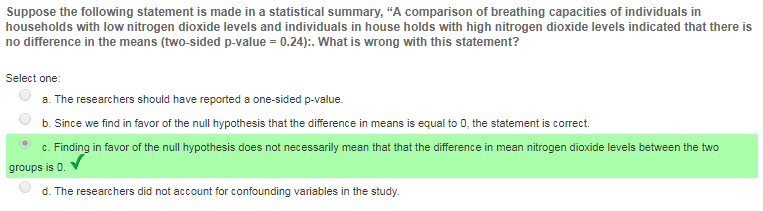 Suppose the following statement is made in a statistical summary, “A comparison of breathing capacities of individuals in
households with low nitrogen dioxide levels and individuals in house holds with high nitrogen dioxide levels indicated that there is
no difference in the means (two-sided p-value = 0.24):. What is wrong with this statement?
Select one:
a. The researchers should have reported a one-sided p-value.
b. Since we find in favor of the null hypothesis that the difference in means is equal to 0, the statement is correct.
c. Finding in favor of the null hypothesis does not necessarily mean that that the difference in mean nitrogen dioxide levels between the two
groups is 0.
d. The researchers did not account for confounding variables in the study.